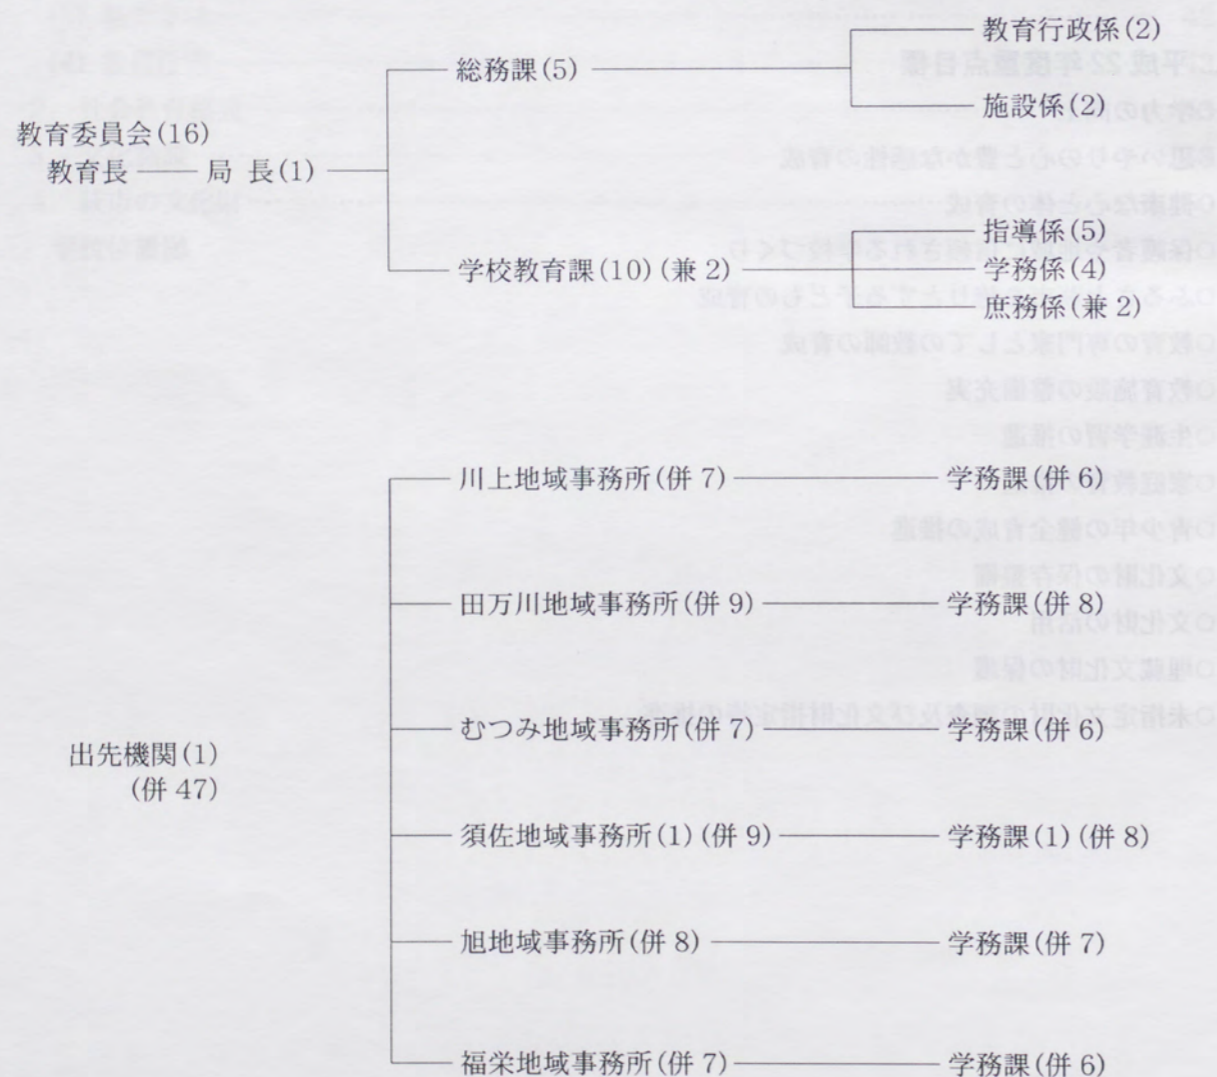 教育委員会(16)
教育長 局 長(1)
総務課(5)
教育行政係(2)
施設係(2)
学校教育課(10)(兼 2)
指導係(5)
学務係(4)
庶務係(兼 2)
出先機関(1)
(併 47)
川上地域事務所(併 7) 学務課(併 6)
田万川地域事務所(併 9) 学務課(併 8)
むつみ地域事務所(併 7) 学務課(併 6)
須佐地域事務所(1)(併 9) 学務課(1)(併 8)
旭地域事務所(併 8) 学務課(併 7)
福栄地域事務所(併 7) 学務課(併 6)